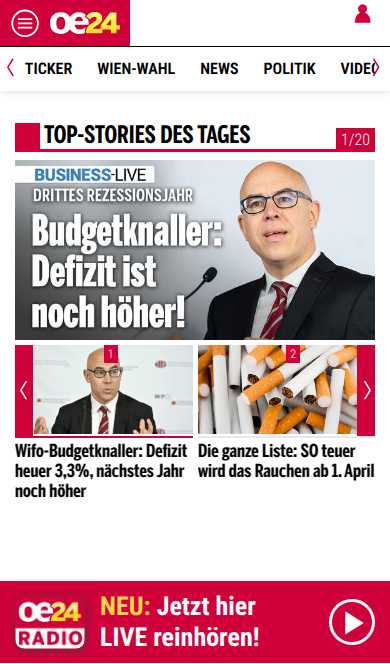 oe24
TICKER WIEN-WAHL NEWS POLITIK
TOP-STORIES DES TAGES
1/20
BUSINESS-LIVE
DRITTES REZESSIONSJAHR
Budgetknaller:
Defizit ist
noch höher!
1
2
Wifo-Budgetknaller: Defizit
heuer 3,3%, nächstes Jahr
noch höher
Die ganze Liste: SO teuer
wird das Rauchen ab 1. April
oe24
RADIO
NEU: Jetzt hier
LIVE reinhören!